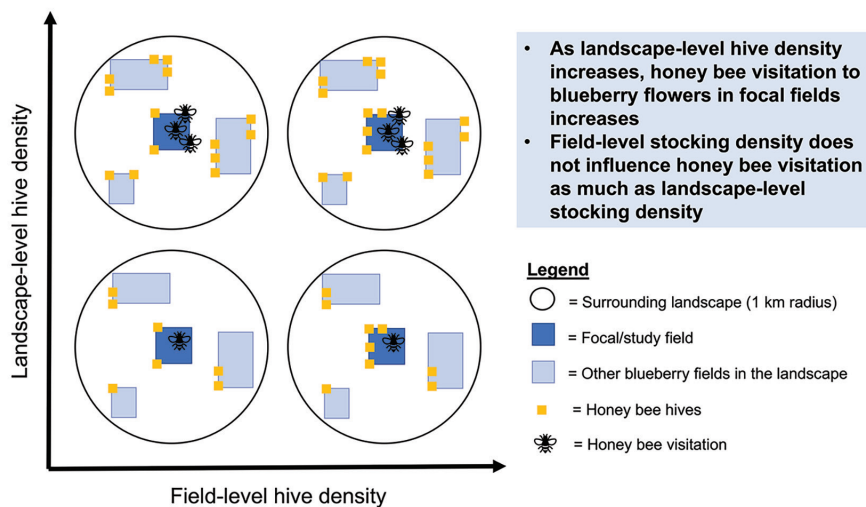 Landscape-level hive density
Field-level hive density
• As landscape-level hive density
increases, honey bee visitation to
blueberry flowers in focal fields
increases
• Field-level stocking density does
not influence honey bee visitation
as much as landscape-level
stocking density
Legend
= Surrounding landscape (1 km radius)
= Focal/study field
= Other blueberry fields in the landscape
= Honey bee hives
= Honey bee visitation